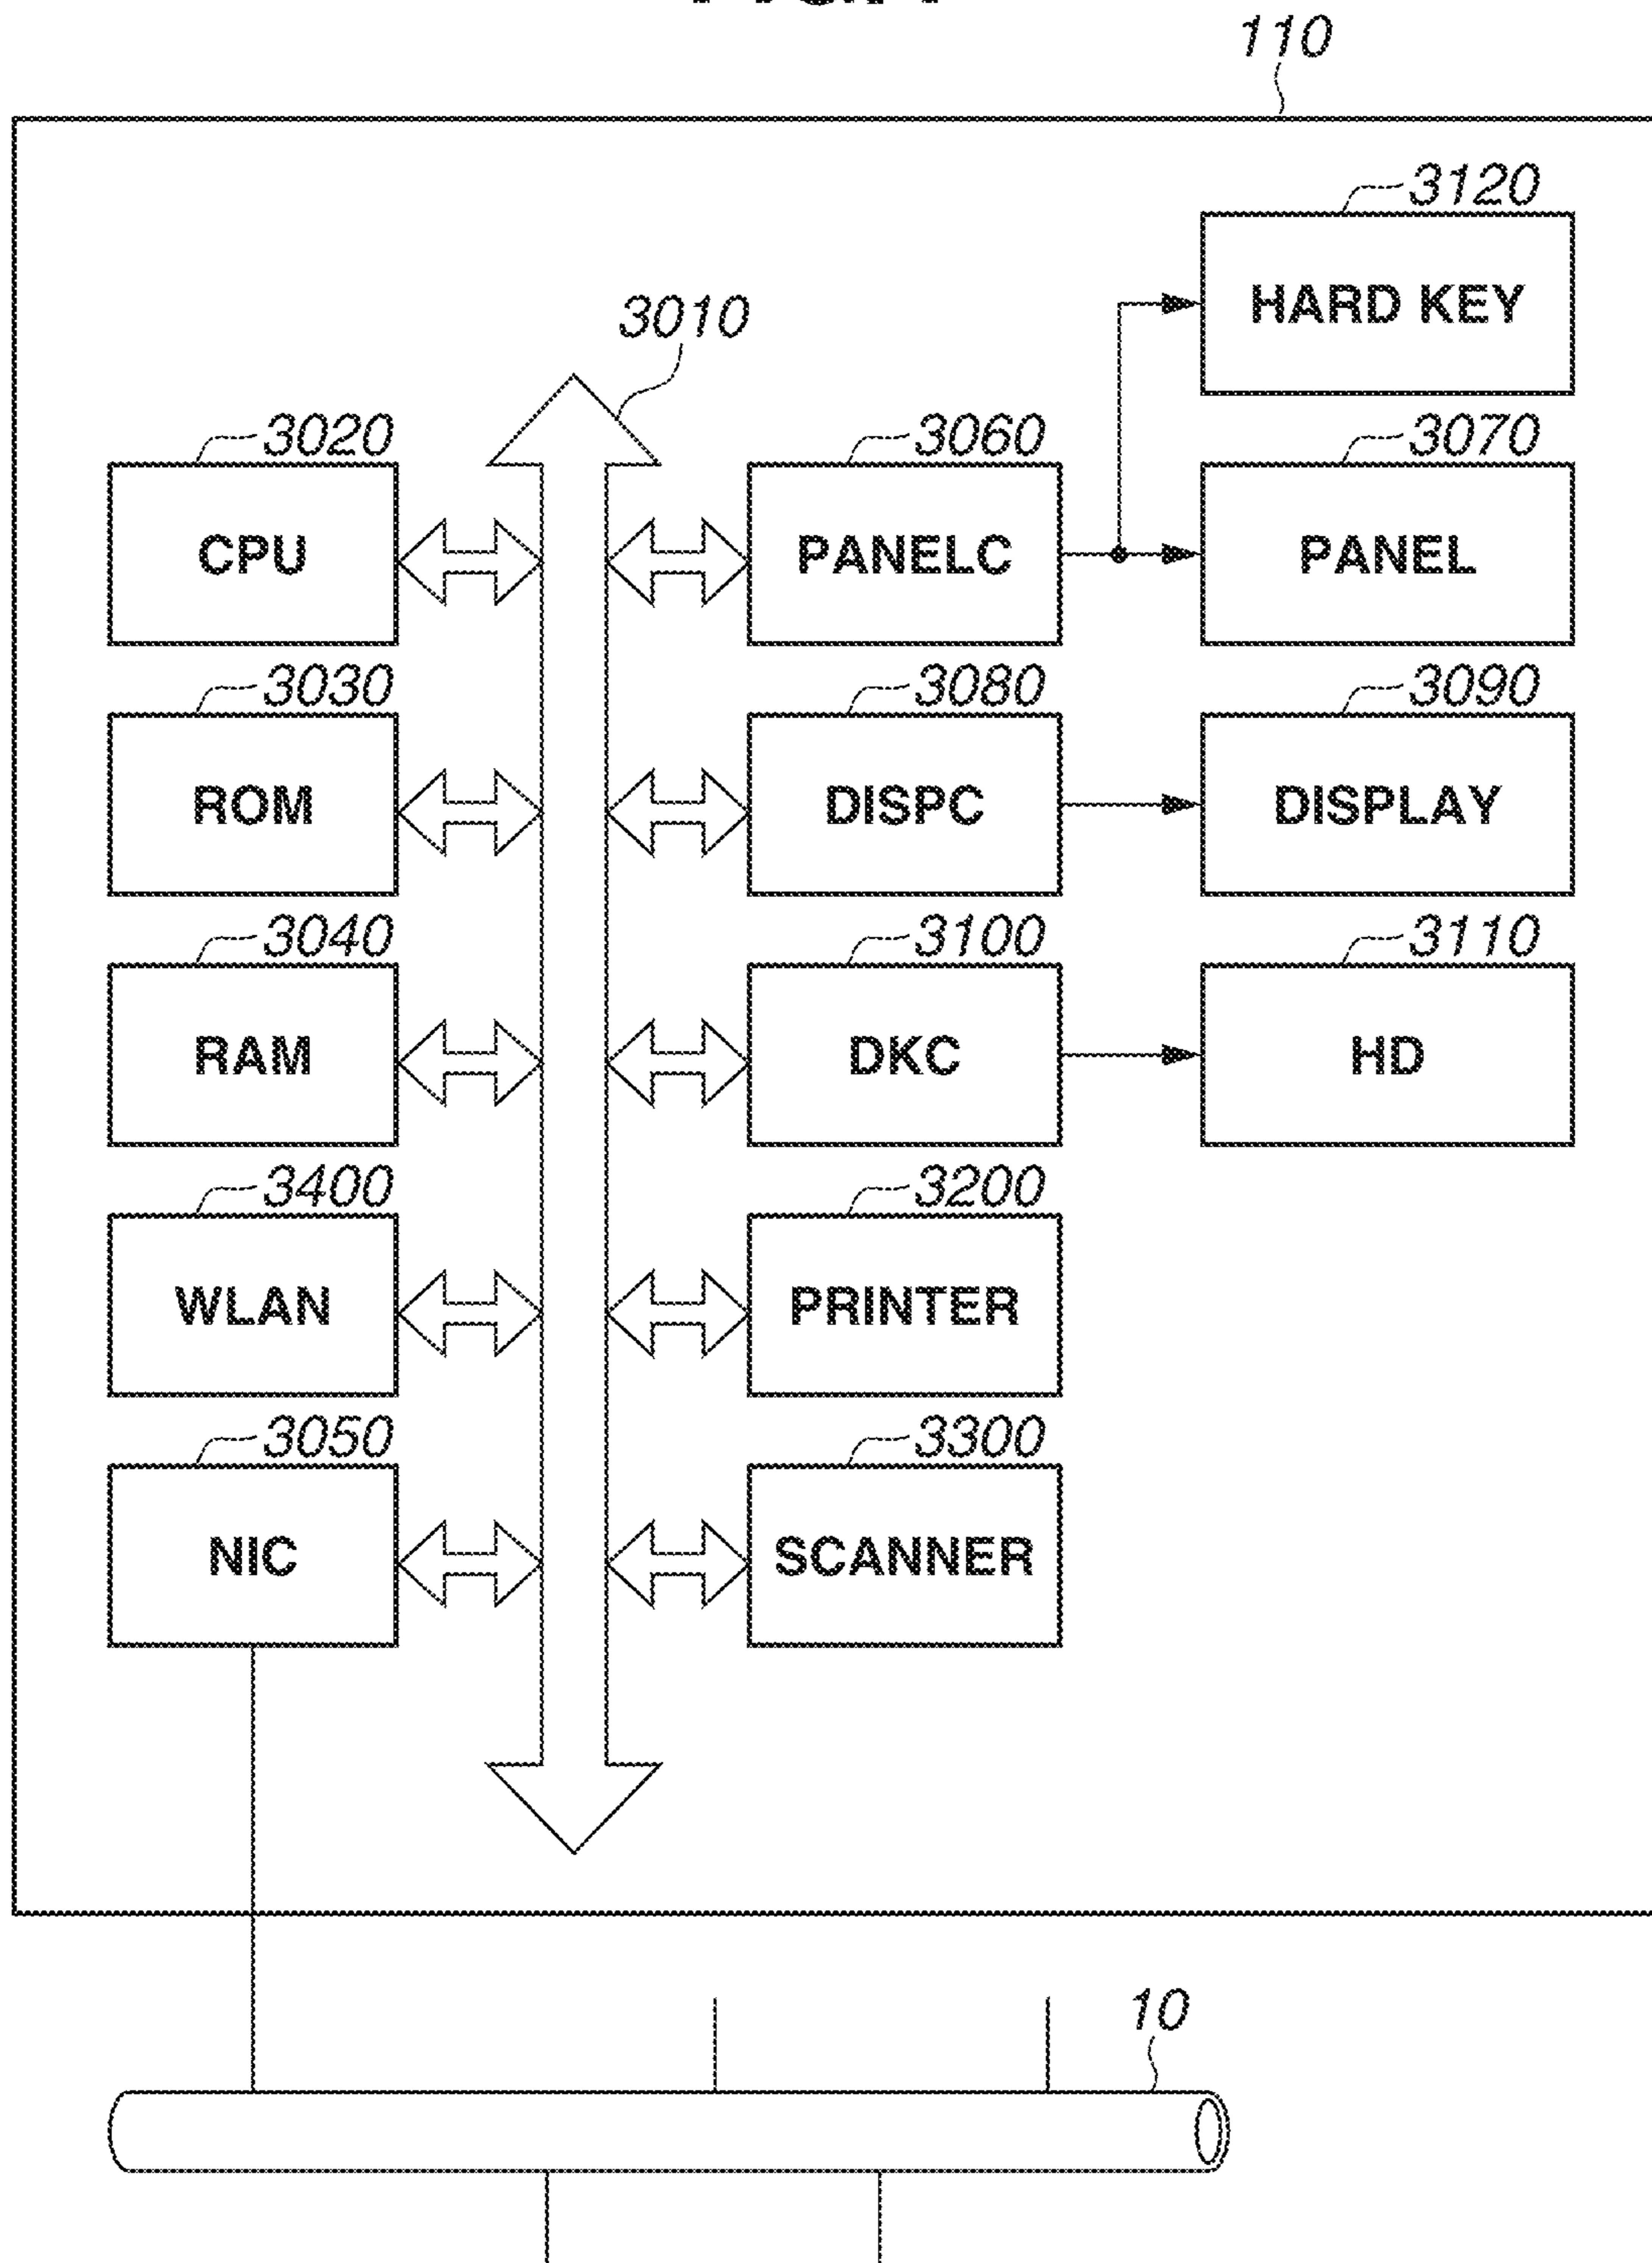 110
3120
HARD KEY
3010
3020
CPU
3060
PANELC
3070
PANEL
3030
ROM
3080
DISPC
3090
DISPLAY
3040
RAM
3100
DKC
3110
HD
3400
WLAN
3200
PRINTER
3050
NIC
3300
SCANNER
10